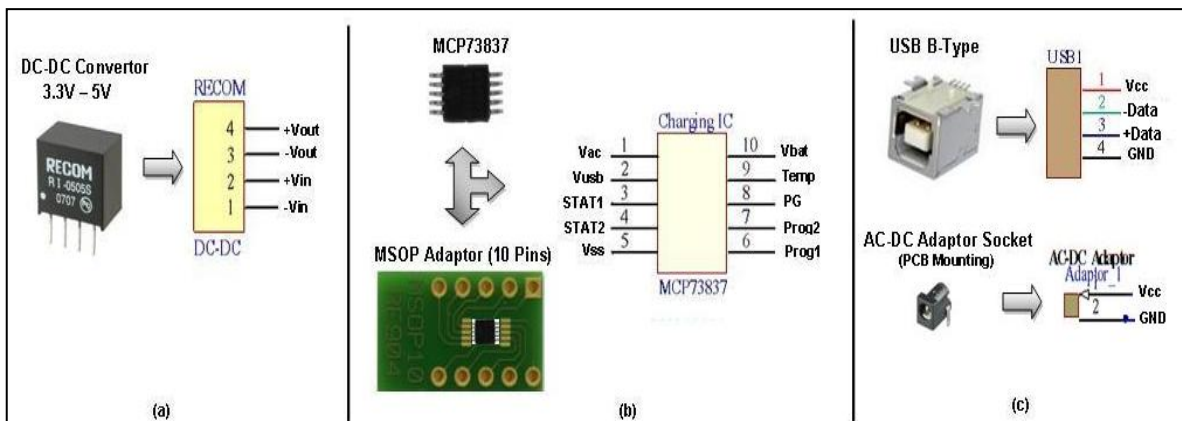 DC-DC Convertor
3.3V – 5V
RECOM
RECOM
R I-0505S
0707
4 +Vout
3 -Vout
2 +Vin
1 -Vin
DC-DC
(a)
MCP73837
MSOP Adaptor (10 Pins)
MSOP10
RE904
Charging IC
Vac 1 10 Vbat
Vusb 2 9 Temp
STAT1 3 8 PG
STAT2 4 7 Prog2
Vss 5 6 Prog1
MCP73837
(b)
USB B-Type
USB1
1 Vcc
2 -Data
3 +Data
4 GND
AC-DC Adaptor Socket
(PCB Mounting)
AC-DC Adaptor
Adaptor_1
1 Vcc
2 GND
(c)